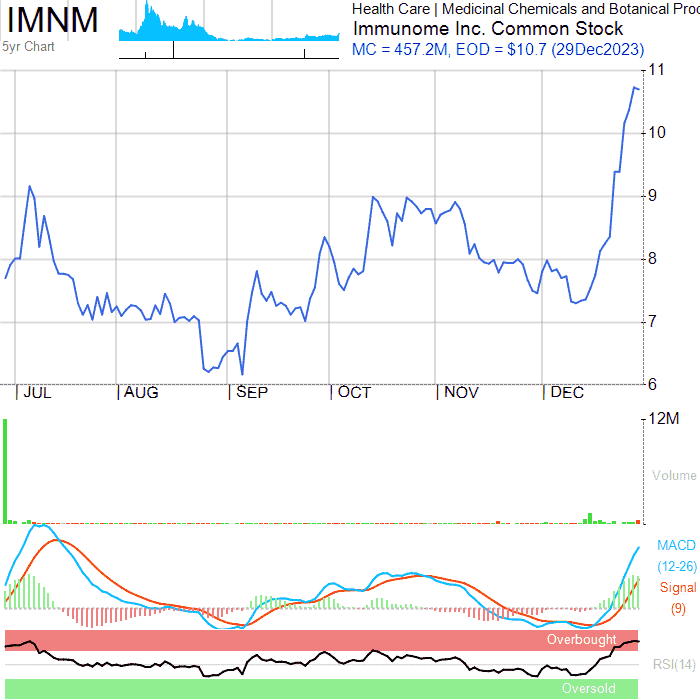 IMNM
5yr Chart
Health Care | Medicinal Chemicals and Botanical Pro
Immunome Inc. Common Stock
MC = 457.2M, EOD = $10.7 (29Dec2023)
11
10
9
8
7
6
JUL AUG SEP OCT NOV DEC
12M
Volume
MACD
(12-26)
Signal
(9)
Overbought
RSI(14)
Oversold